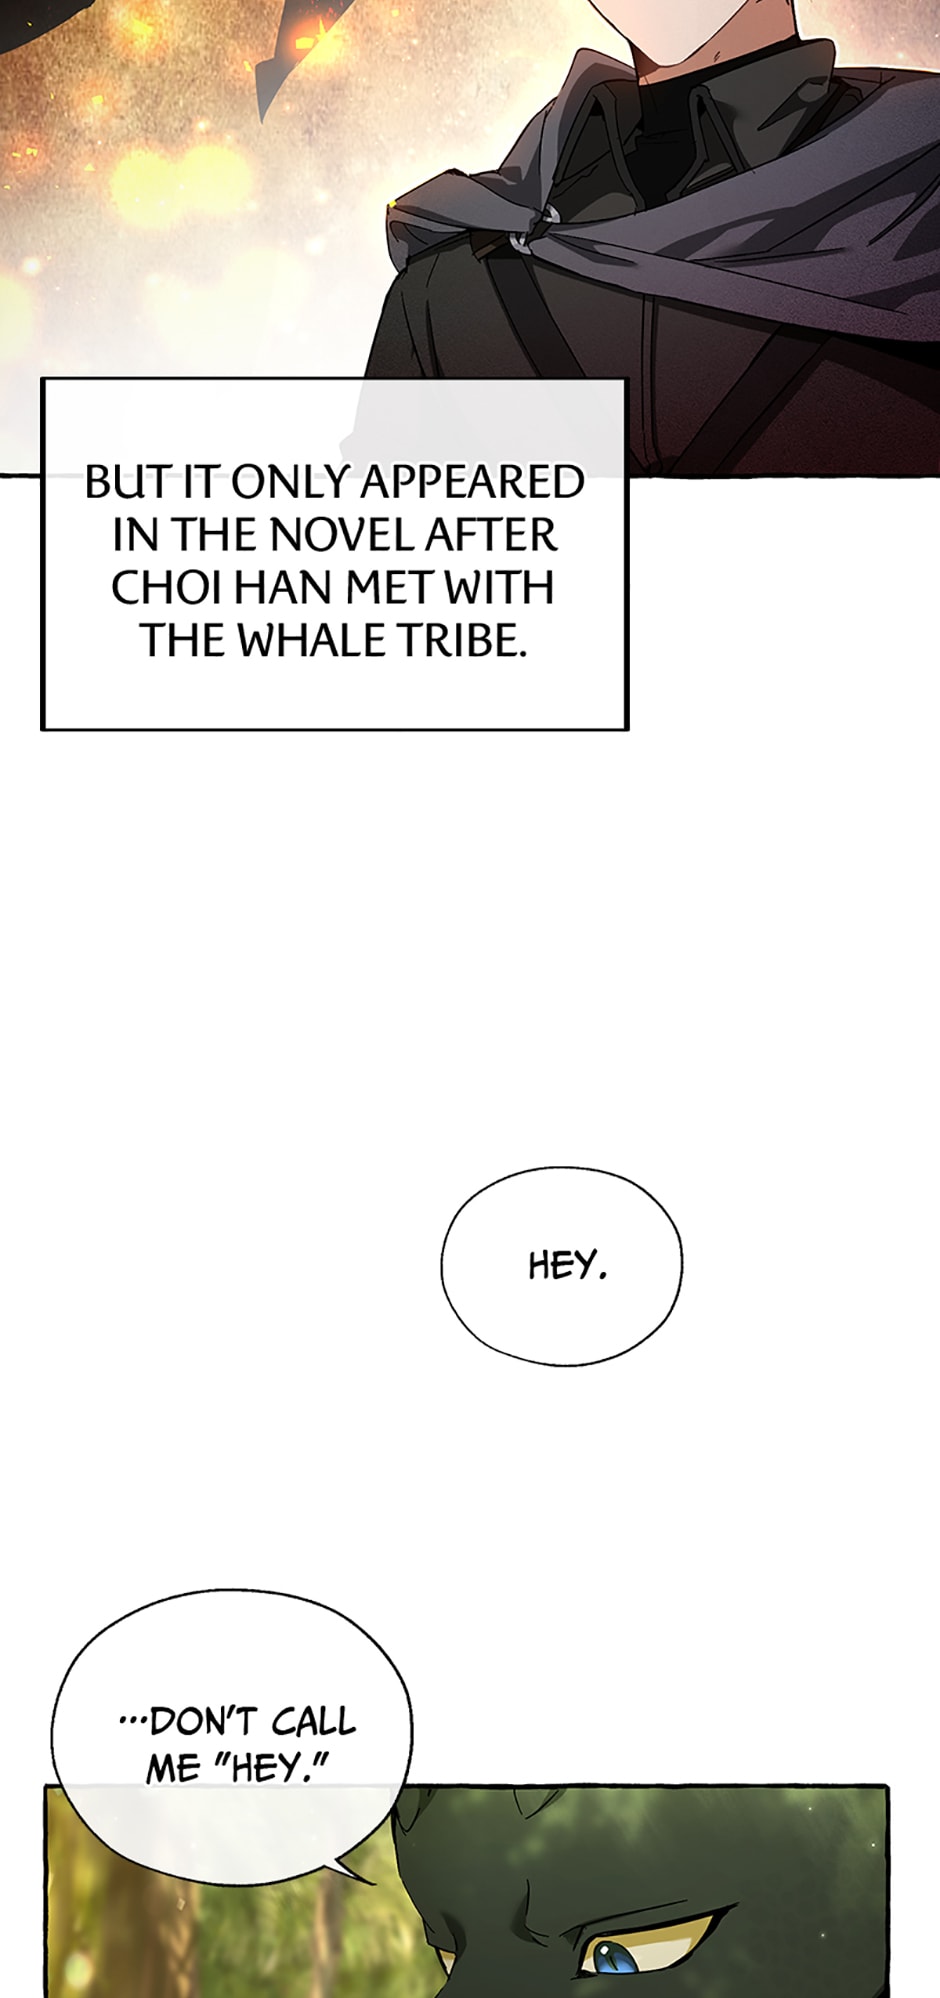 BUT IT ONLY APPEARED
IN THE NOVEL AFTER
CHOI HAN MET WITH
THE WHALE TRIBE.
HEY.
...DON'T CALL
ME "HEY."